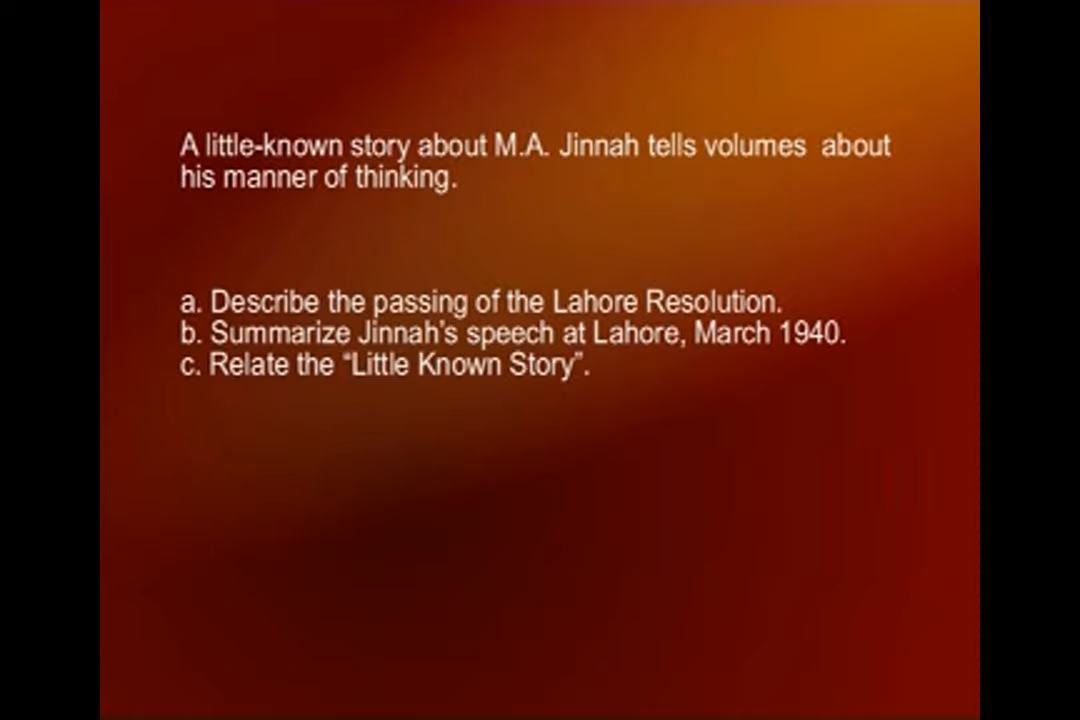 A little-known story about M.A. Jinnah tells volumes about
his manner of thinking.
a. Describe the passing of the Lahore Resolution.
b. Summarize Jinnah's speech at Lahore, March 1940.
c. Relate the “Little Known Story”.